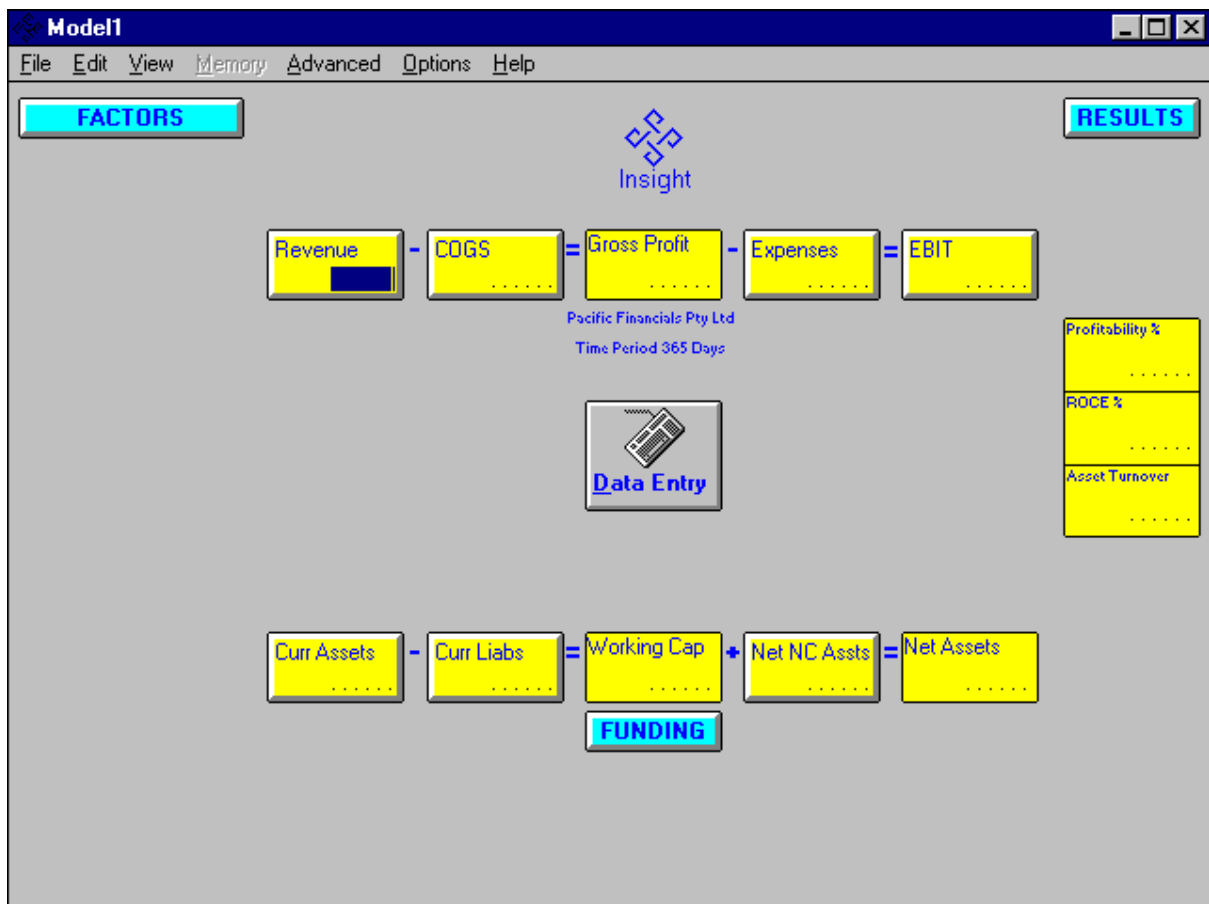 Model1
File Edit View Memory Advanced Options Help
FACTORS
RESULTS
Insight
Revenue - COGS = Gross Profit - Expenses = EBIT
...... ...... ...... ......
Pacific Financials Pty Ltd
Time Period 365 Days
Profitability %
......
ROCE %
......
Asset Turnover
......
Data Entry
Curr Assets - Curr Liabs = Working Cap + Net NC Assts = Net Assets
...... ...... ...... ...... ......
FUNDING